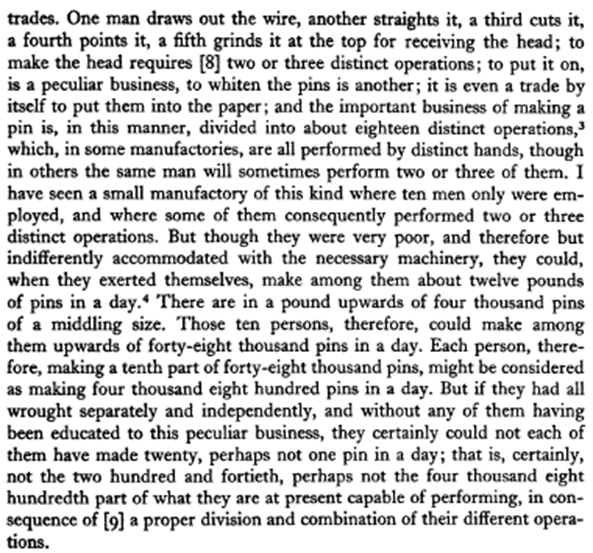 trades. One man draws out the wire, another straights it, a third cuts it,
a fourth points it, a fifth grinds it at the top for receiving the head; to
make the head requires [8] two or three distinct operations; to put it on,
is a peculiar business, to whiten the pins is another; it is even a trade by
itself to put them into the paper; and the important business of making a
pin is, in this manner, divided into about eighteen distinct operations,³
which, in some manufactories, are all performed by distinct hands, though
in others the same man will sometimes perform two or three of them. I
have seen a small manufactory of this kind where ten men only were em-
ployed, and where some of them consequently performed two or three
distinct operations. But though they were very poor, and therefore but
indifferently accommodated with the necessary machinery, they could,
when they exerted themselves, make among them about twelve pounds
of pins in a day.⁴ There are in a pound upwards of four thousand pins
of a middling size. Those ten persons, therefore, could make among
them upwards of forty-eight thousand pins in a day. Each person, there-
fore, making a tenth part of forty-eight thousand pins, might be considered
as making four thousand eight hundred pins in a day. But if they had all
wrought separately and independently, and without any of them having
been educated to this peculiar business, they certainly could not each of
them have made twenty, perhaps not one pin in a day; that is, certainly,
not the two hundred and fortieth, perhaps not the four thousand eight
hundredth part of what they are at present capable of performing, in con-
sequence of [9] a proper division and combination of their different opera-
tions.